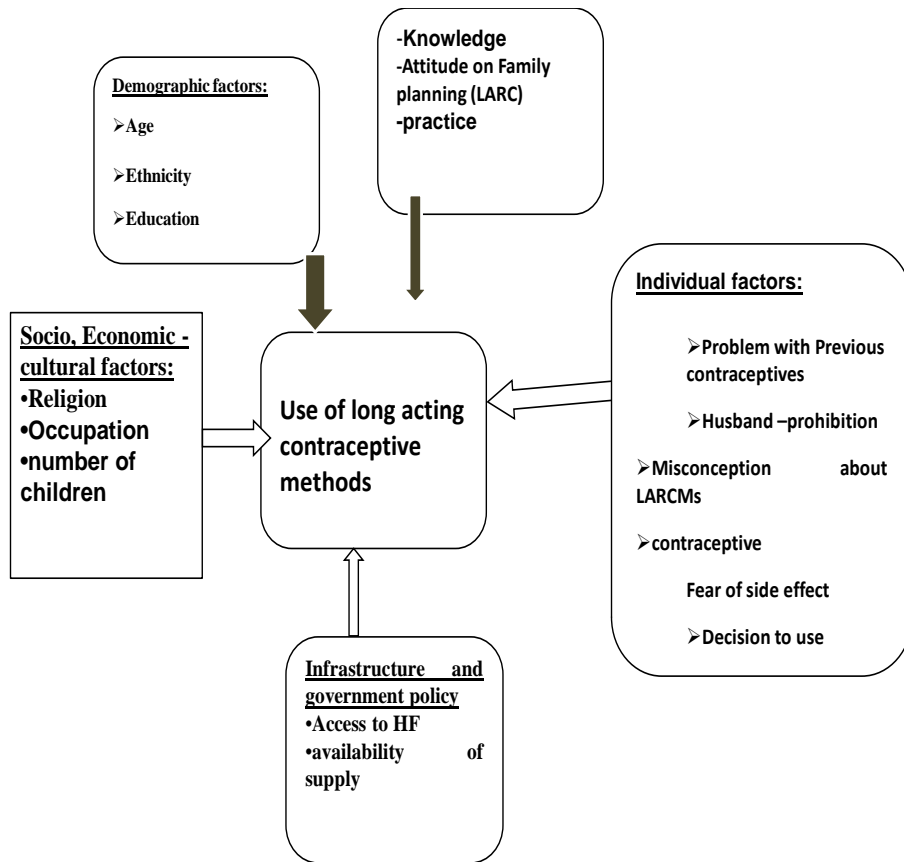 -Knowledge
-Attitude on Family
planning (LARC)
-practice
Demographic factors:
➢Age
➢Ethnicity
➢Education
Socio, Economic -
cultural factors:
•Religion
•Occupation
•number of
children
Use of long acting
contraceptive
methods
Individual factors:
➢Problem with Previous
contraceptives
➢Husband –prohibition
➢Misconception about
LARCMs
➢contraceptive
Fear of side effect
➢Decision to use
Infrastructure and
government policy
•Access to HF
•availability of
supply